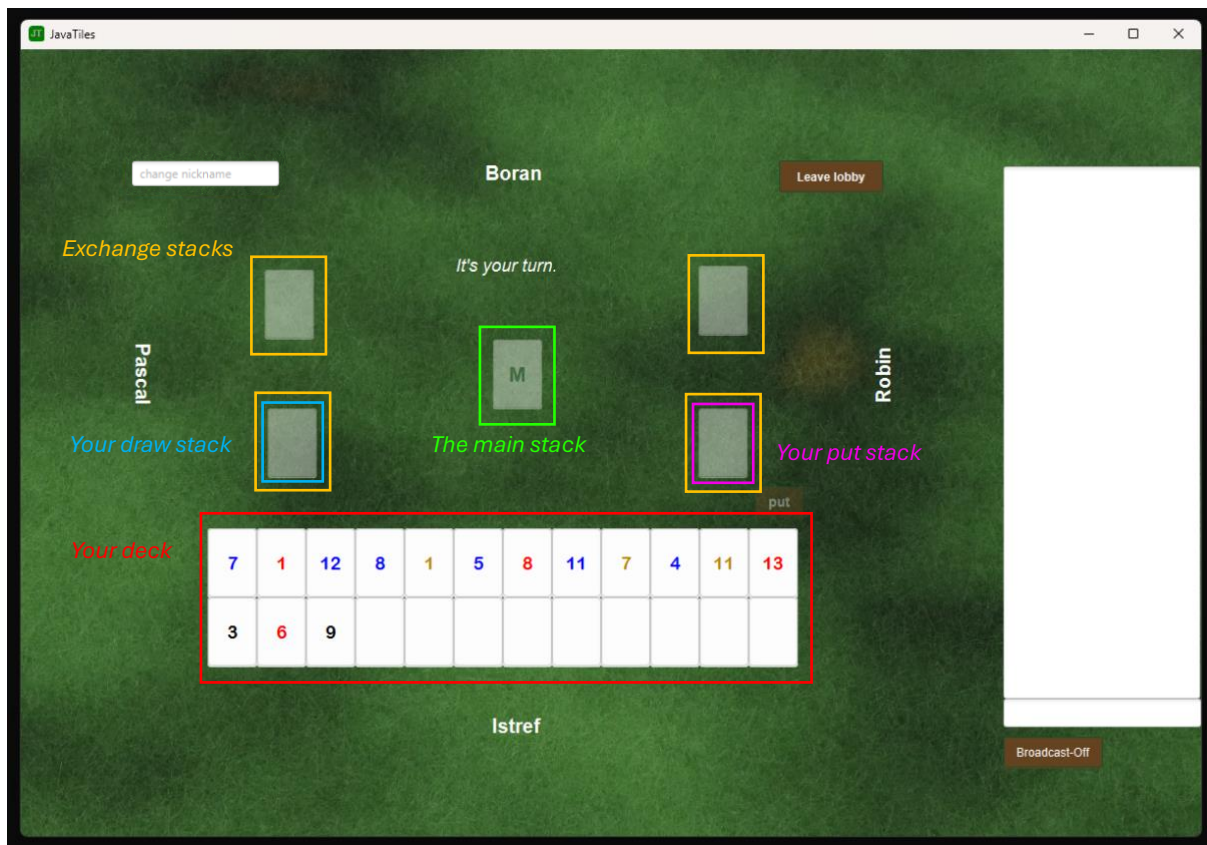 JT JavaTiles
change nickname
Boran
Leave lobby
Exchange stacks
It's your turn.
Pascal
M
Robin
Your draw stack
The main stack
Your put stack
put
Your deck
7 1 12 8 1 5 8 11 7 4 11 13
3 6 9
Istref
Broadcast-Off